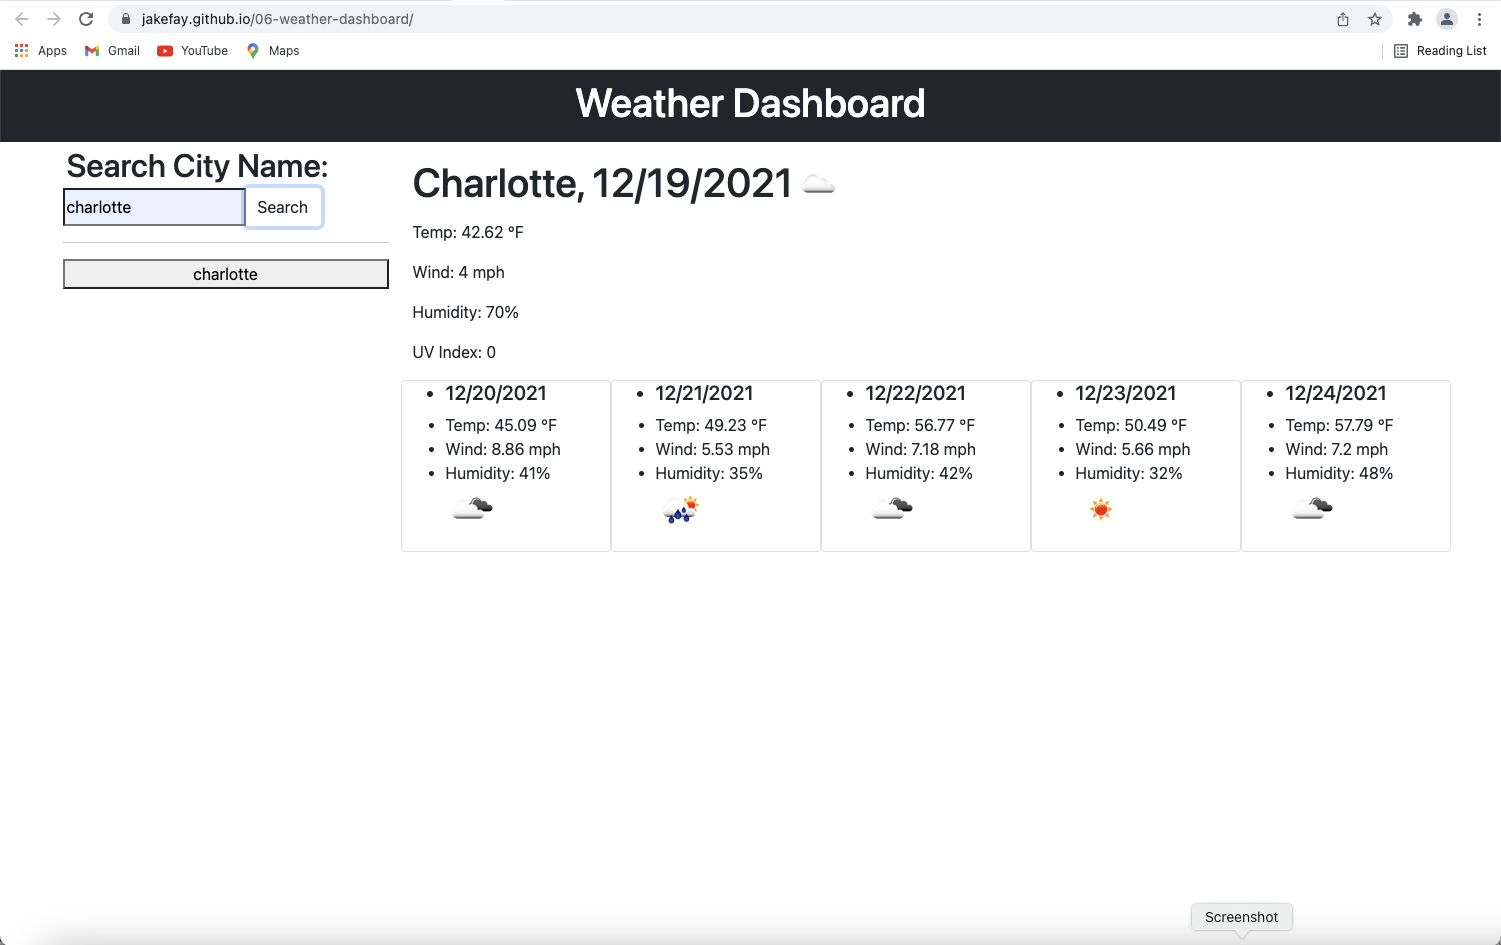 jakefay.github.io/06-weather-dashboard/
Apps Gmail YouTube Maps Reading List
Weather Dashboard
Search City Name:
charlotte Search
charlotte
Charlotte, 12/19/2021
Temp: 42.62 °F
Wind: 4 mph
Humidity: 70%
UV Index: 0
12/20/2021
Temp: 45.09 °F
Wind: 8.86 mph
Humidity: 41%
12/21/2021
Temp: 49.23 °F
Wind: 5.53 mph
Humidity: 35%
12/22/2021
Temp: 56.77 °F
Wind: 7.18 mph
Humidity: 42%
12/23/2021
Temp: 50.49 °F
Wind: 5.66 mph
Humidity: 32%
12/24/2021
Temp: 57.79 °F
Wind: 7.2 mph
Humidity: 48%
Screenshot